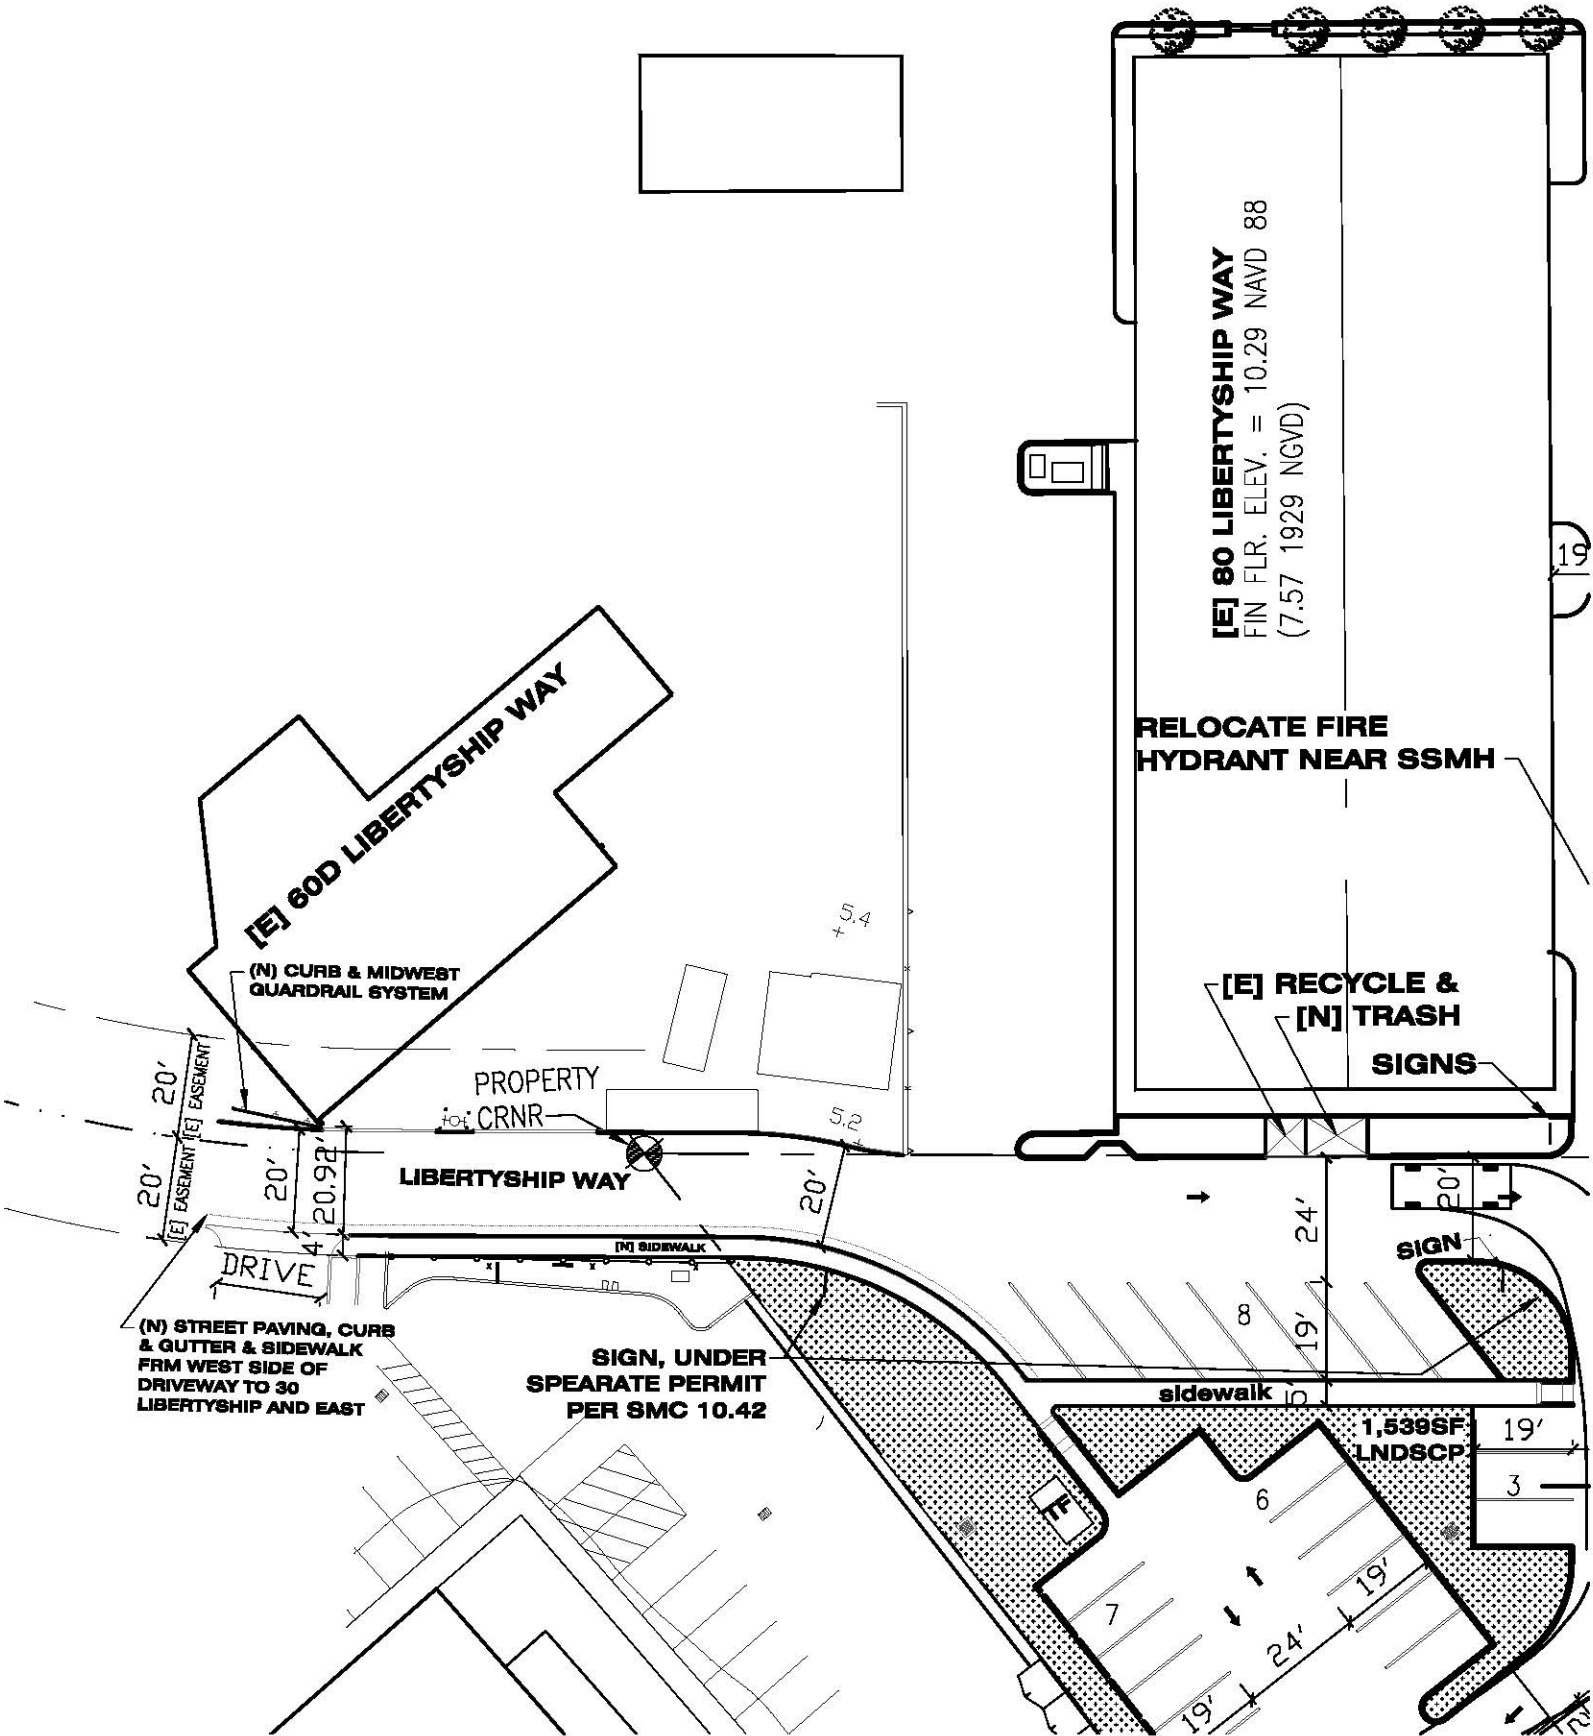 [E] 80 LIBERTYSHIP WAY
FIN FLR. ELEV. = 10.29 NAVD 88
(7.57 1929 NGVD)
19
RELOCATE FIRE
HYDRANT NEAR SSMH
[E] 60D LIBERTYSHIP WAY
(N) CURB & MIDWEST
GUARDRAIL SYSTEM
5.4
[E] RECYCLE &
[N] TRASH
SIGNS
20'
[E] EASEMENT
20'
[E] EASEMENT
PROPERTY
CRNR
5.2
20'
20.92'
4'
LIBERTYSHIP WAY
20'
24'
20'
[N] SIDEWALK
SIGN
DRIVE
8
19'
(N) STREET PAVING, CURB
& GUTTER & SIDEWALK
FRM WEST SIDE OF
DRIVEWAY TO 30
LIBERTYSHIP AND EAST
SIGN, UNDER
SPEARATE PERMIT
PER SMC 10.42
sidewalk
5'
1,539SF
LNDSCP
19'
3
6
TF
7
19'
24'
19'